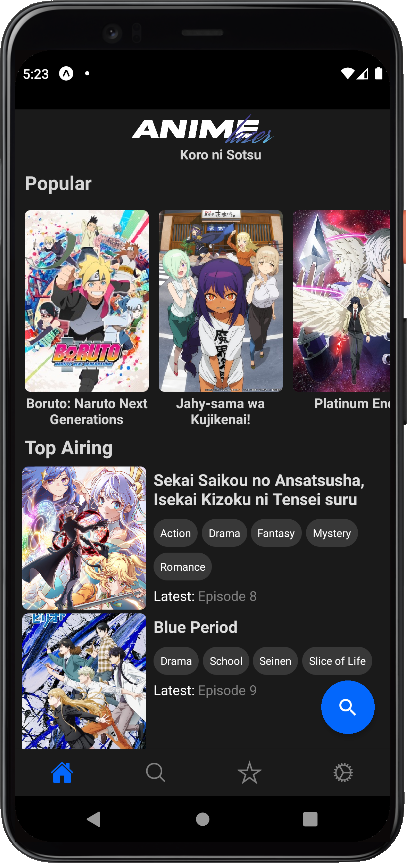 5:23
ANIME
dazer
Koro ni Sotsu
Popular
BORUTO
Boruto: Naruto Next
Generations
Jahy-sama wa
Kujikenai!
Platinum End
Top Airing
Sekai Saikou no Ansatsusha,
Isekai Kizoku ni Tensei suru
Action
Drama
Fantasy
Mystery
Romance
Latest: Episode 8
Blue Period
Drama
School
Seinen
Slice of Life
Latest: Episode 9